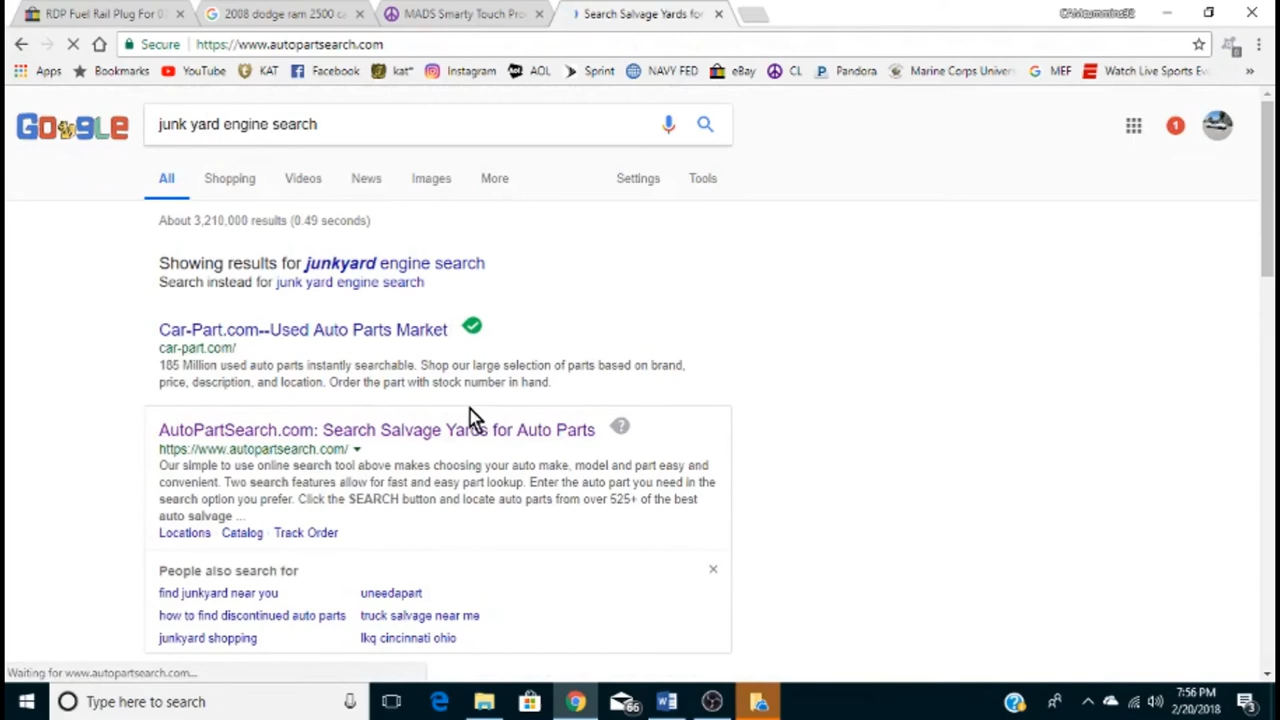 RDP Fuel Rail Plug For 0
2008 dodge ram 2500 c
MADS Smarty Touch Pro
Search Salvage Yards fo
CAMcummins92
Secure
https://www.autopartsearch.com
Apps
Bookmarks
YouTube
KAT
Facebook
kat*
Instagram
AOL
Sprint
NAVY FED
eBay
CL
Pandora
Marine Corps Univer
MEF
Watch Live Sports Ev
Google
junk yard engine search
1
All
Shopping
Videos
News
Images
More
Settings
Tools
About 3,210,000 results (0.49 seconds)
Showing results for junkyard engine search
Search instead for junk yard engine search
Car-Part.com--Used Auto Parts Market
car-part.com/
185 Million used auto parts instantly searchable. Shop our large selection of parts based on brand,
price, description, and location. Order the part with stock number in hand.
AutoPartSearch.com: Search Salvage Yards for Auto Parts
https://www.autopartsearch.com/
Our simple to use online search tool above makes choosing your auto make, model and part easy and
convenient. Two search features allow for fast and easy part lookup. Enter the auto part you need in the
search option you prefer. Click the SEARCH button and locate auto parts from over 525+ of the best
auto salvage ...
Locations
Catalog
Track Order
People also search for
find junkyard near you
uneedapart
how to find discontinued auto parts
truck salvage near me
junkyard shopping
lkq cincinnati ohio
Waiting for www.autopartsearch.com...
Type here to search
66
7:56 PM
2/20/2018
3